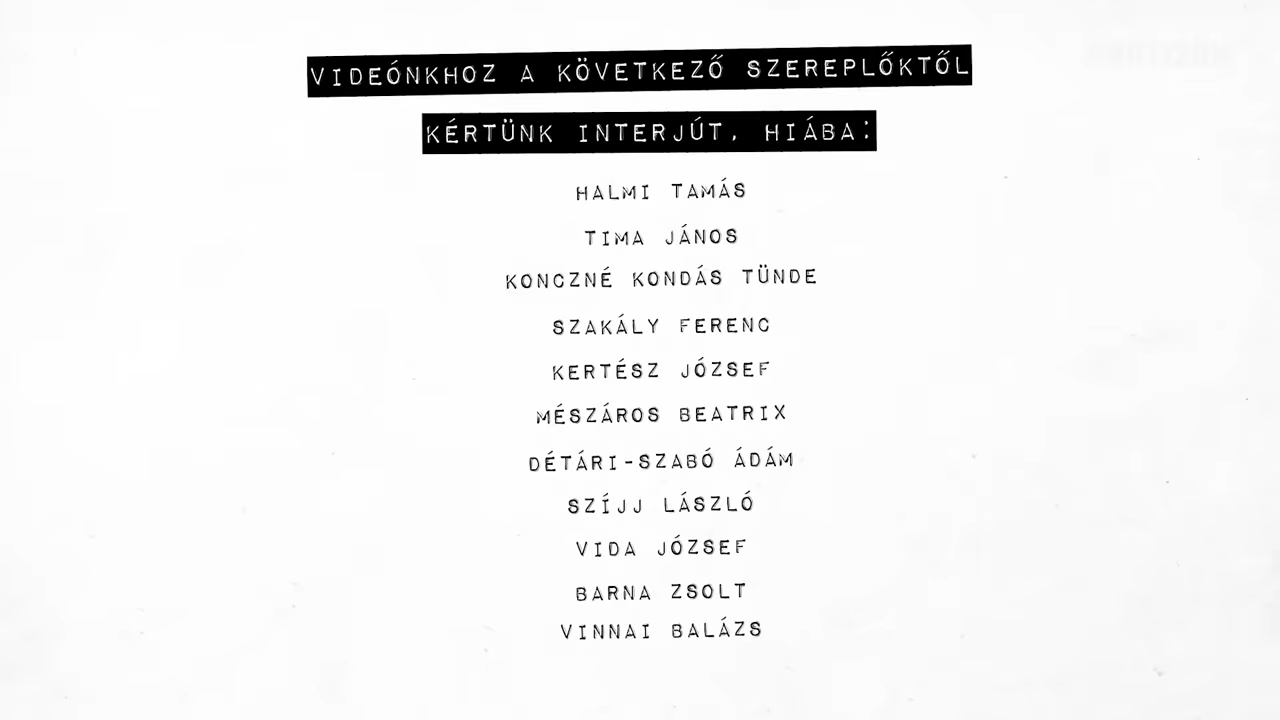 VIDEÓNKHOZ A KÖVETKEZŐ SZEREPLŐKTŐL
KÉRTÜNK INTERJÚT, HIÁBA:
HALMI TAMÁS
TIMA JÁNOS
KONCZNÉ KONDÁS TÜNDE
SZAKÁLY FERENC
KERTÉSZ JÓZSEF
MÉSZÁROS BEATRIX
DÉTÁRI-SZABÓ ÁDÁM
SZÍJJ LÁSZLÓ
VIDA JÓZSEF
BARNA ZSOLT
VINNAI BALÁZS